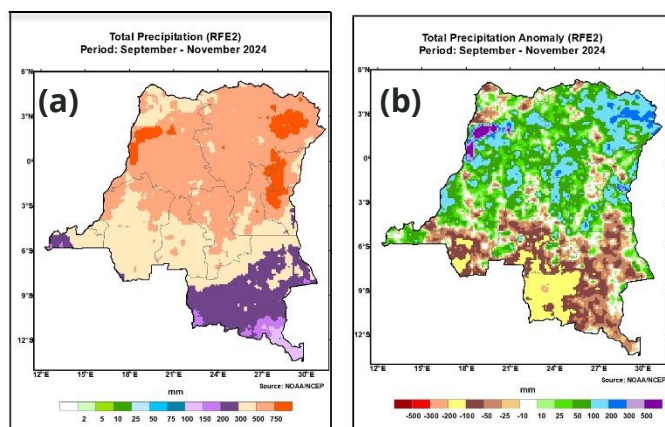 Total Precipitation (RFE2)
Period: September - November 2024
(a)
6°N
3°N
0°
3°S
6°S
9°S
12°S
12°E 15°E 18°E 21°E 24°E 27°E 30°E
Source: NOAA/NCEP
mm
2 5 10 25 50 75 100 150 200 300 500 750
Total Precipitation Anomaly (RFE2)
Period: September - November 2024
(b)
6°N
3°N
0°
3°S
6°S
9°S
12°S
12°E 15°E 18°E 21°E 24°E 27°E 30°E
Source: NOAA/NCEP
mm
-500 -300 -200 -100 -50 -25 -10 10 25 50 100 200 300 500